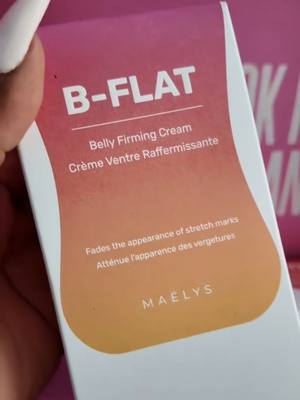 B-FLAT
Belly Firming Cream
Crème Ventre Raffermissante
Fades the appearance of stretch marks
Atténue l'apparence des vergetures
MAËLYS